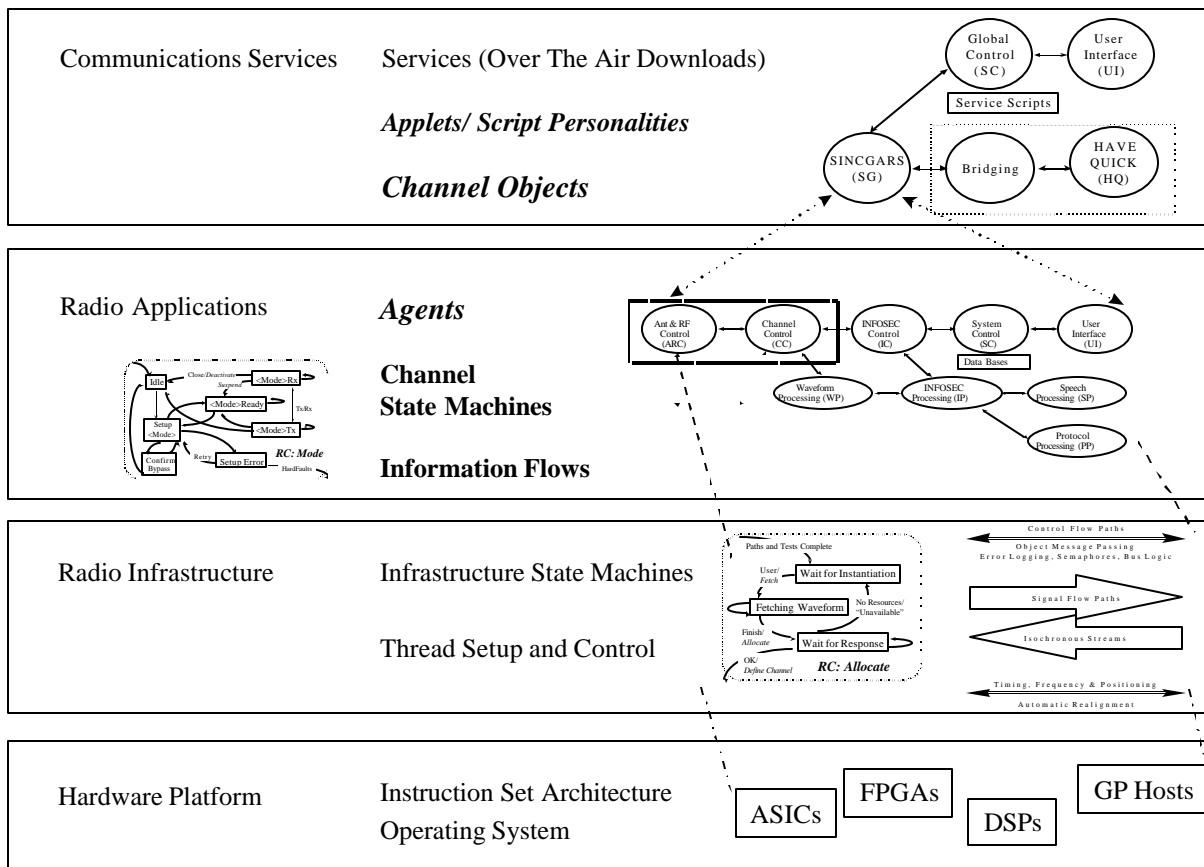 Communications Services
Services (Over The Air Downloads)
Applets/ Script Personalities
Channel Objects
Global
Control
(SC)
User
Interface
(UI)
Service Scripts
SINCGARS
(SG)
Bridging
HAVE
QUICK
(HQ)
Radio Applications
Agents
Channel
State Machines
Information Flows
Idle
Close/Deactivate
Suspend
<Mode>Rx
<Mode>Ready
Tx/Rx
Setup
<Mode>
<Mode>Tx
Confirm
Bypass
Retry
Setup Error
RC: Mode
HardFaults
Ant & RF
Control
(ARC)
Channel
Control
(CC)
INFOSEC
Control
(IC)
System
Control
(SC)
User
Interface
(UI)
Data Bases
Waveform
Processing (WP)
INFOSEC
Processing (IP)
Speech
Processing (SP)
Protocol
Processing (PP)
Radio Infrastructure
Infrastructure State Machines
Thread Setup and Control
Paths and Tests Complete
User/
Fetch
Wait for Instantiation
Fetching Waveform
No Resources/
“Unavailable”
Finish/
Allocate
Wait for Response
OK/
Define Channel
RC: Allocate
Control Flow Paths
Object Message Passing
Error Logging, Semaphores, Bus Logic
Signal Flow Paths
Isochronous Streams
Timing, Frequency & Positioning
Automatic Realignment
Hardware Platform
Instruction Set Architecture
Operating System
ASICs
FPGAs
DSPs
GP Hosts